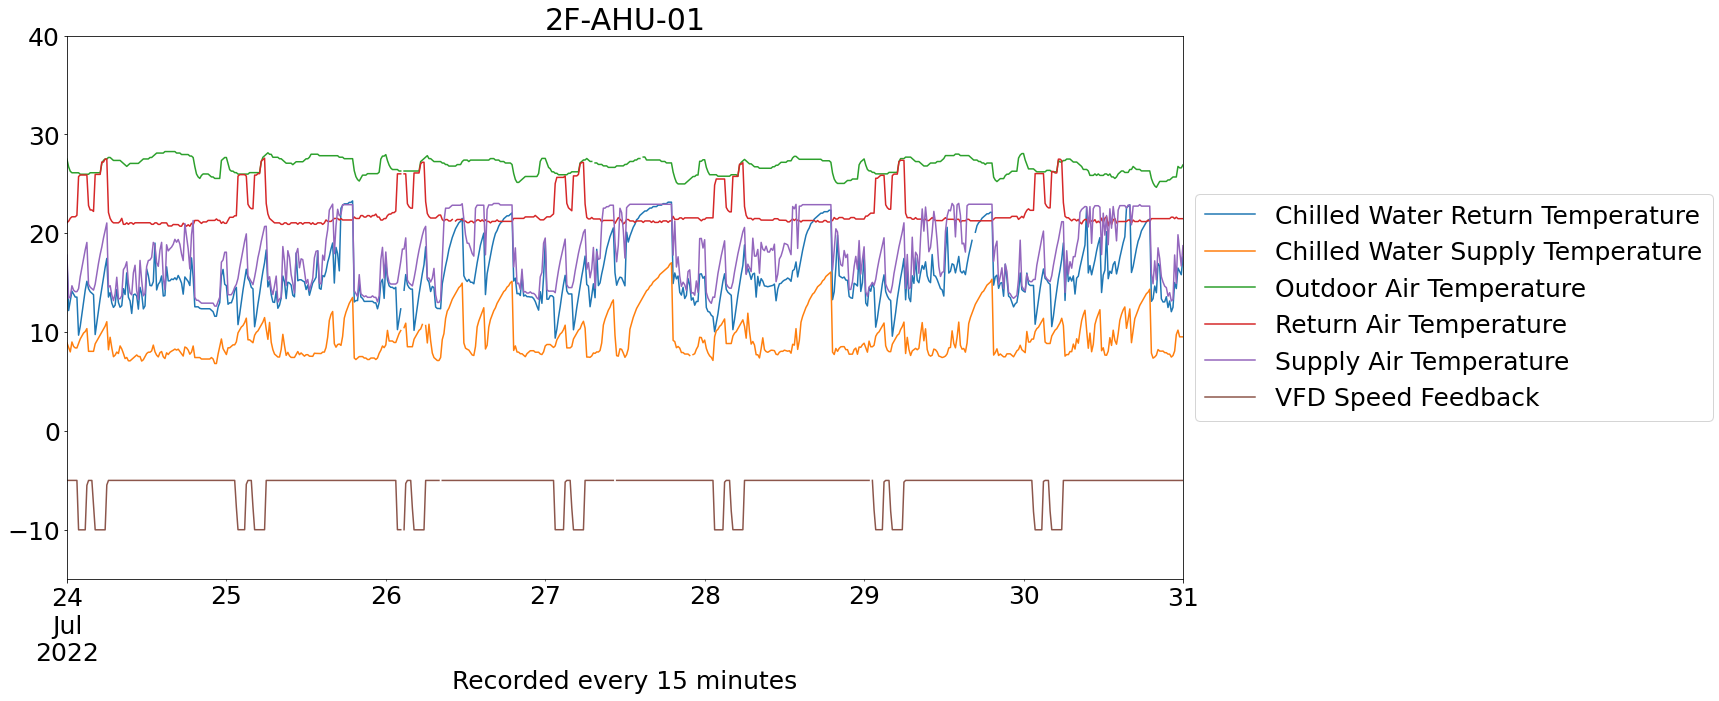 2F-AHU-01
40
30
20
10
0
−10
24
Jul
2022
25
26
27
28
29
30
31
Recorded every 15 minutes
Chilled Water Return Temperature
Chilled Water Supply Temperature
Outdoor Air Temperature
Return Air Temperature
Supply Air Temperature
VFD Speed Feedback